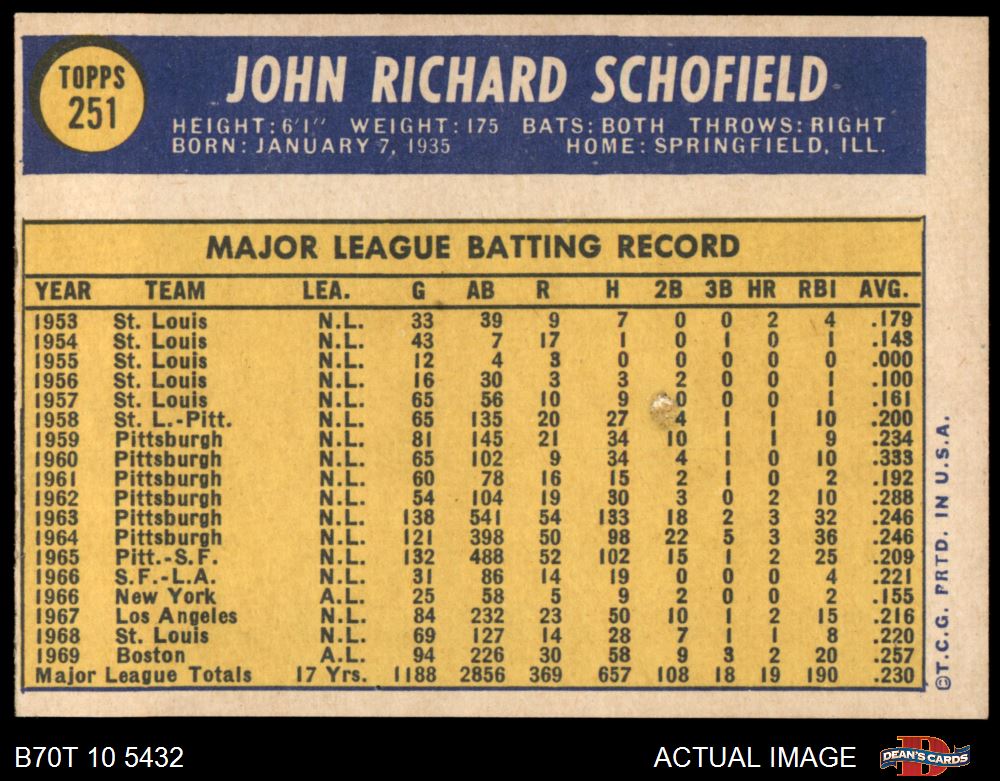 TOPPS
251
JOHN RICHARD SCHOFIELD
HEIGHT: 6'1" WEIGHT: 175 BATS: BOTH THROWS: RIGHT
BORN: JANUARY 7, 1935 HOME: SPRINGFIELD, ILL.
MAJOR LEAGUE BATTING RECORD
YEAR TEAM LEA. G AB R H 2B 3B HR RBI AVG.
1953 St. Louis N.L. 33 39 9 7 0 0 2 4 .179
1954 St. Louis N.L. 43 7 17 1 0 1 0 1 .143
1955 St. Louis N.L. 12 4 3 0 0 0 0 0 .000
1956 St. Louis N.L. 16 30 3 3 2 0 0 1 .100
1957 St. Louis N.L. 65 56 10 9 0 0 0 1 .161
1958 St. L.-Pitt. N.L. 65 135 20 27 4 1 1 10 .200
1959 Pittsburgh N.L. 81 145 21 34 10 1 1 9 .234
1960 Pittsburgh N.L. 65 102 9 34 4 1 0 10 .333
1961 Pittsburgh N.L. 60 78 16 15 2 1 0 2 .192
1962 Pittsburgh N.L. 54 104 19 30 3 0 2 10 .288
1963 Pittsburgh N.L. 138 541 54 133 18 2 3 32 .246
1964 Pittsburgh N.L. 121 398 50 98 22 5 3 36 .246
1965 Pitt.-S.F. N.L. 132 488 52 102 15 1 2 25 .209
1966 S.F.-L.A. N.L. 31 86 14 19 0 0 0 4 .221
1966 New York A.L. 25 58 5 9 2 0 0 2 .155
1967 Los Angeles N.L. 84 232 23 50 10 1 2 15 .216
1968 St. Louis N.L. 69 127 14 28 7 1 1 8 .220
1969 Boston A.L. 94 226 30 58 9 3 2 20 .257
Major League Totals 17 Yrs. 1188 2856 369 657 108 18 19 190 .230
©T.C.G. PRTD. IN U.S.A.
B70T 10 5432 ACTUAL IMAGE
DEAN'S CARDS